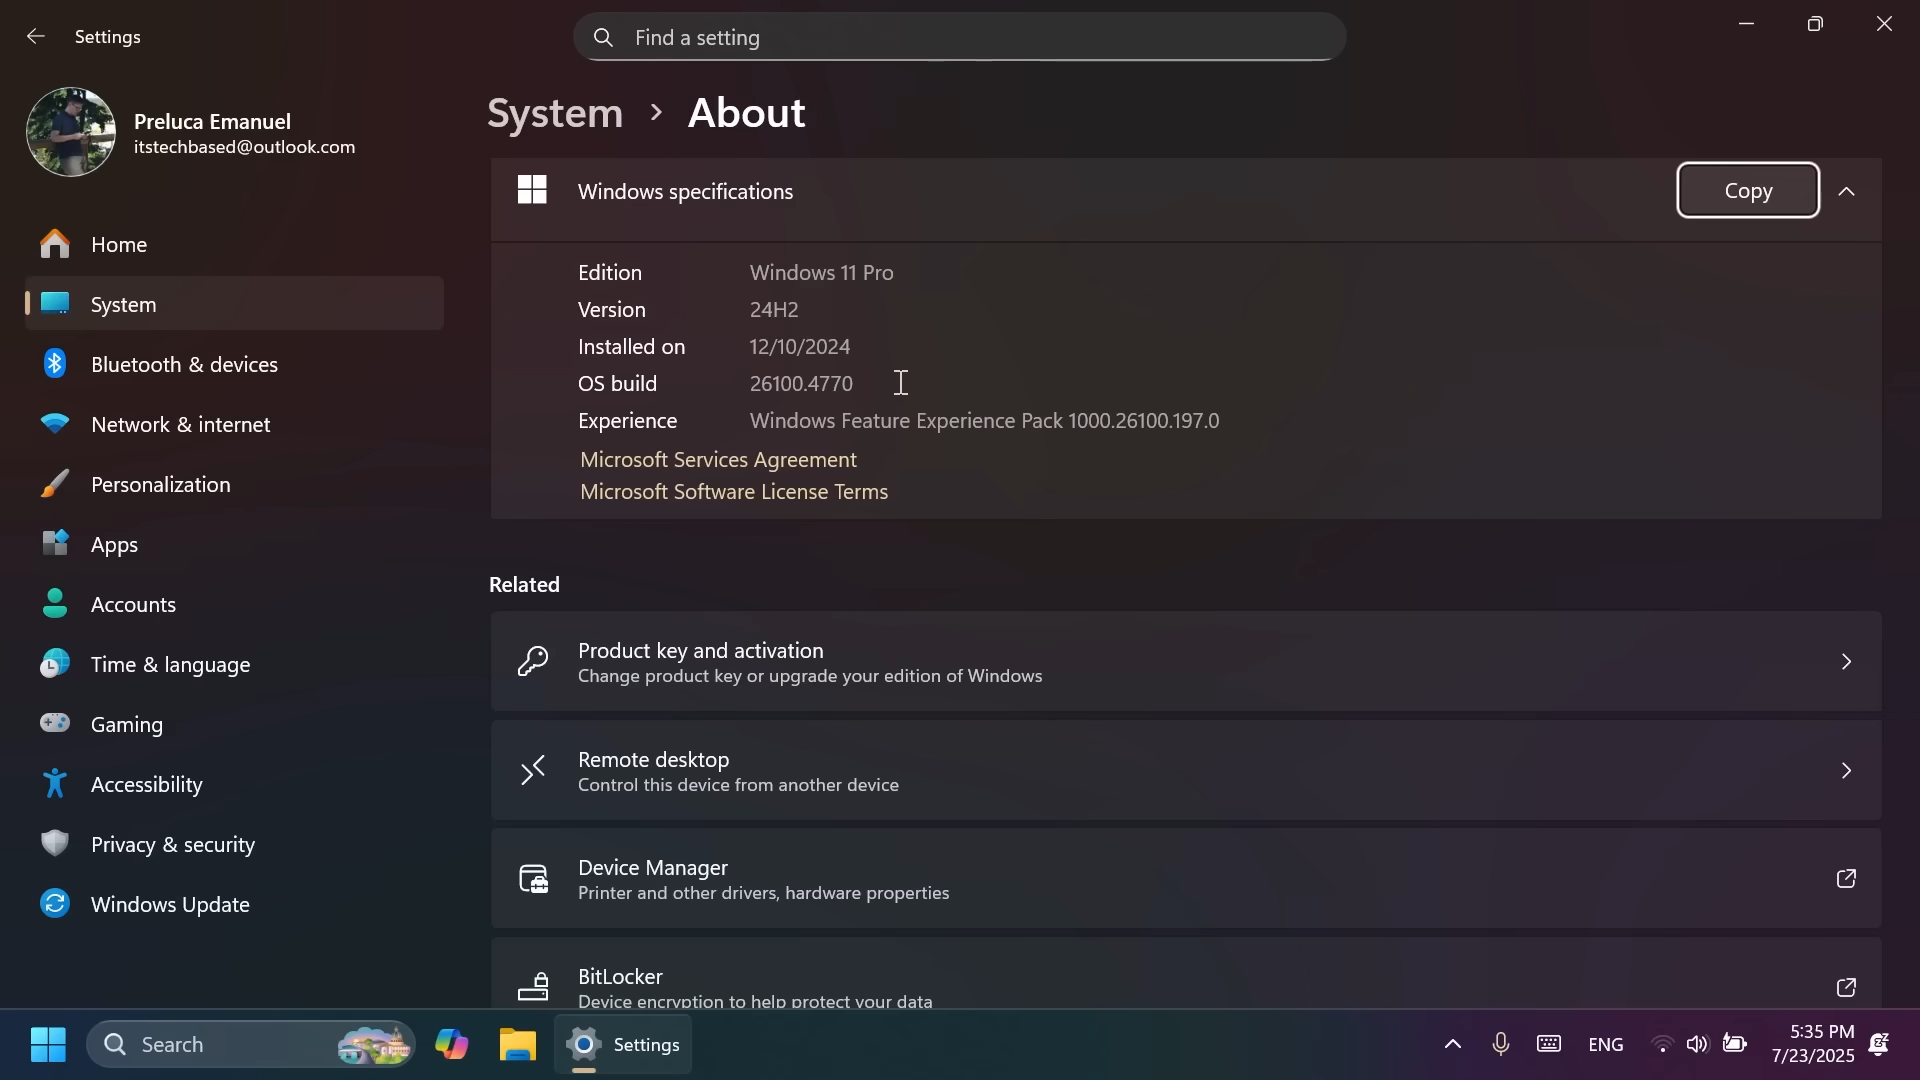 Settings
Find a setting
Preluca Emanuel
itstechbased@outlook.com
Home
System
Bluetooth & devices
Network & internet
Personalization
Apps
Accounts
Time & language
Gaming
Accessibility
Privacy & security
Windows Update
System > About
Windows specifications
Copy
Edition Windows 11 Pro
Version 24H2
Installed on 12/10/2024
OS build 26100.4770
Experience Windows Feature Experience Pack 1000.26100.197.0
Microsoft Services Agreement
Microsoft Software License Terms
Related
Product key and activation
Change product key or upgrade your edition of Windows
Remote desktop
Control this device from another device
Device Manager
Printer and other drivers, hardware properties
BitLocker
Device encryption to help protect your data
Search
Settings
ENG
5:35 PM
7/23/2025